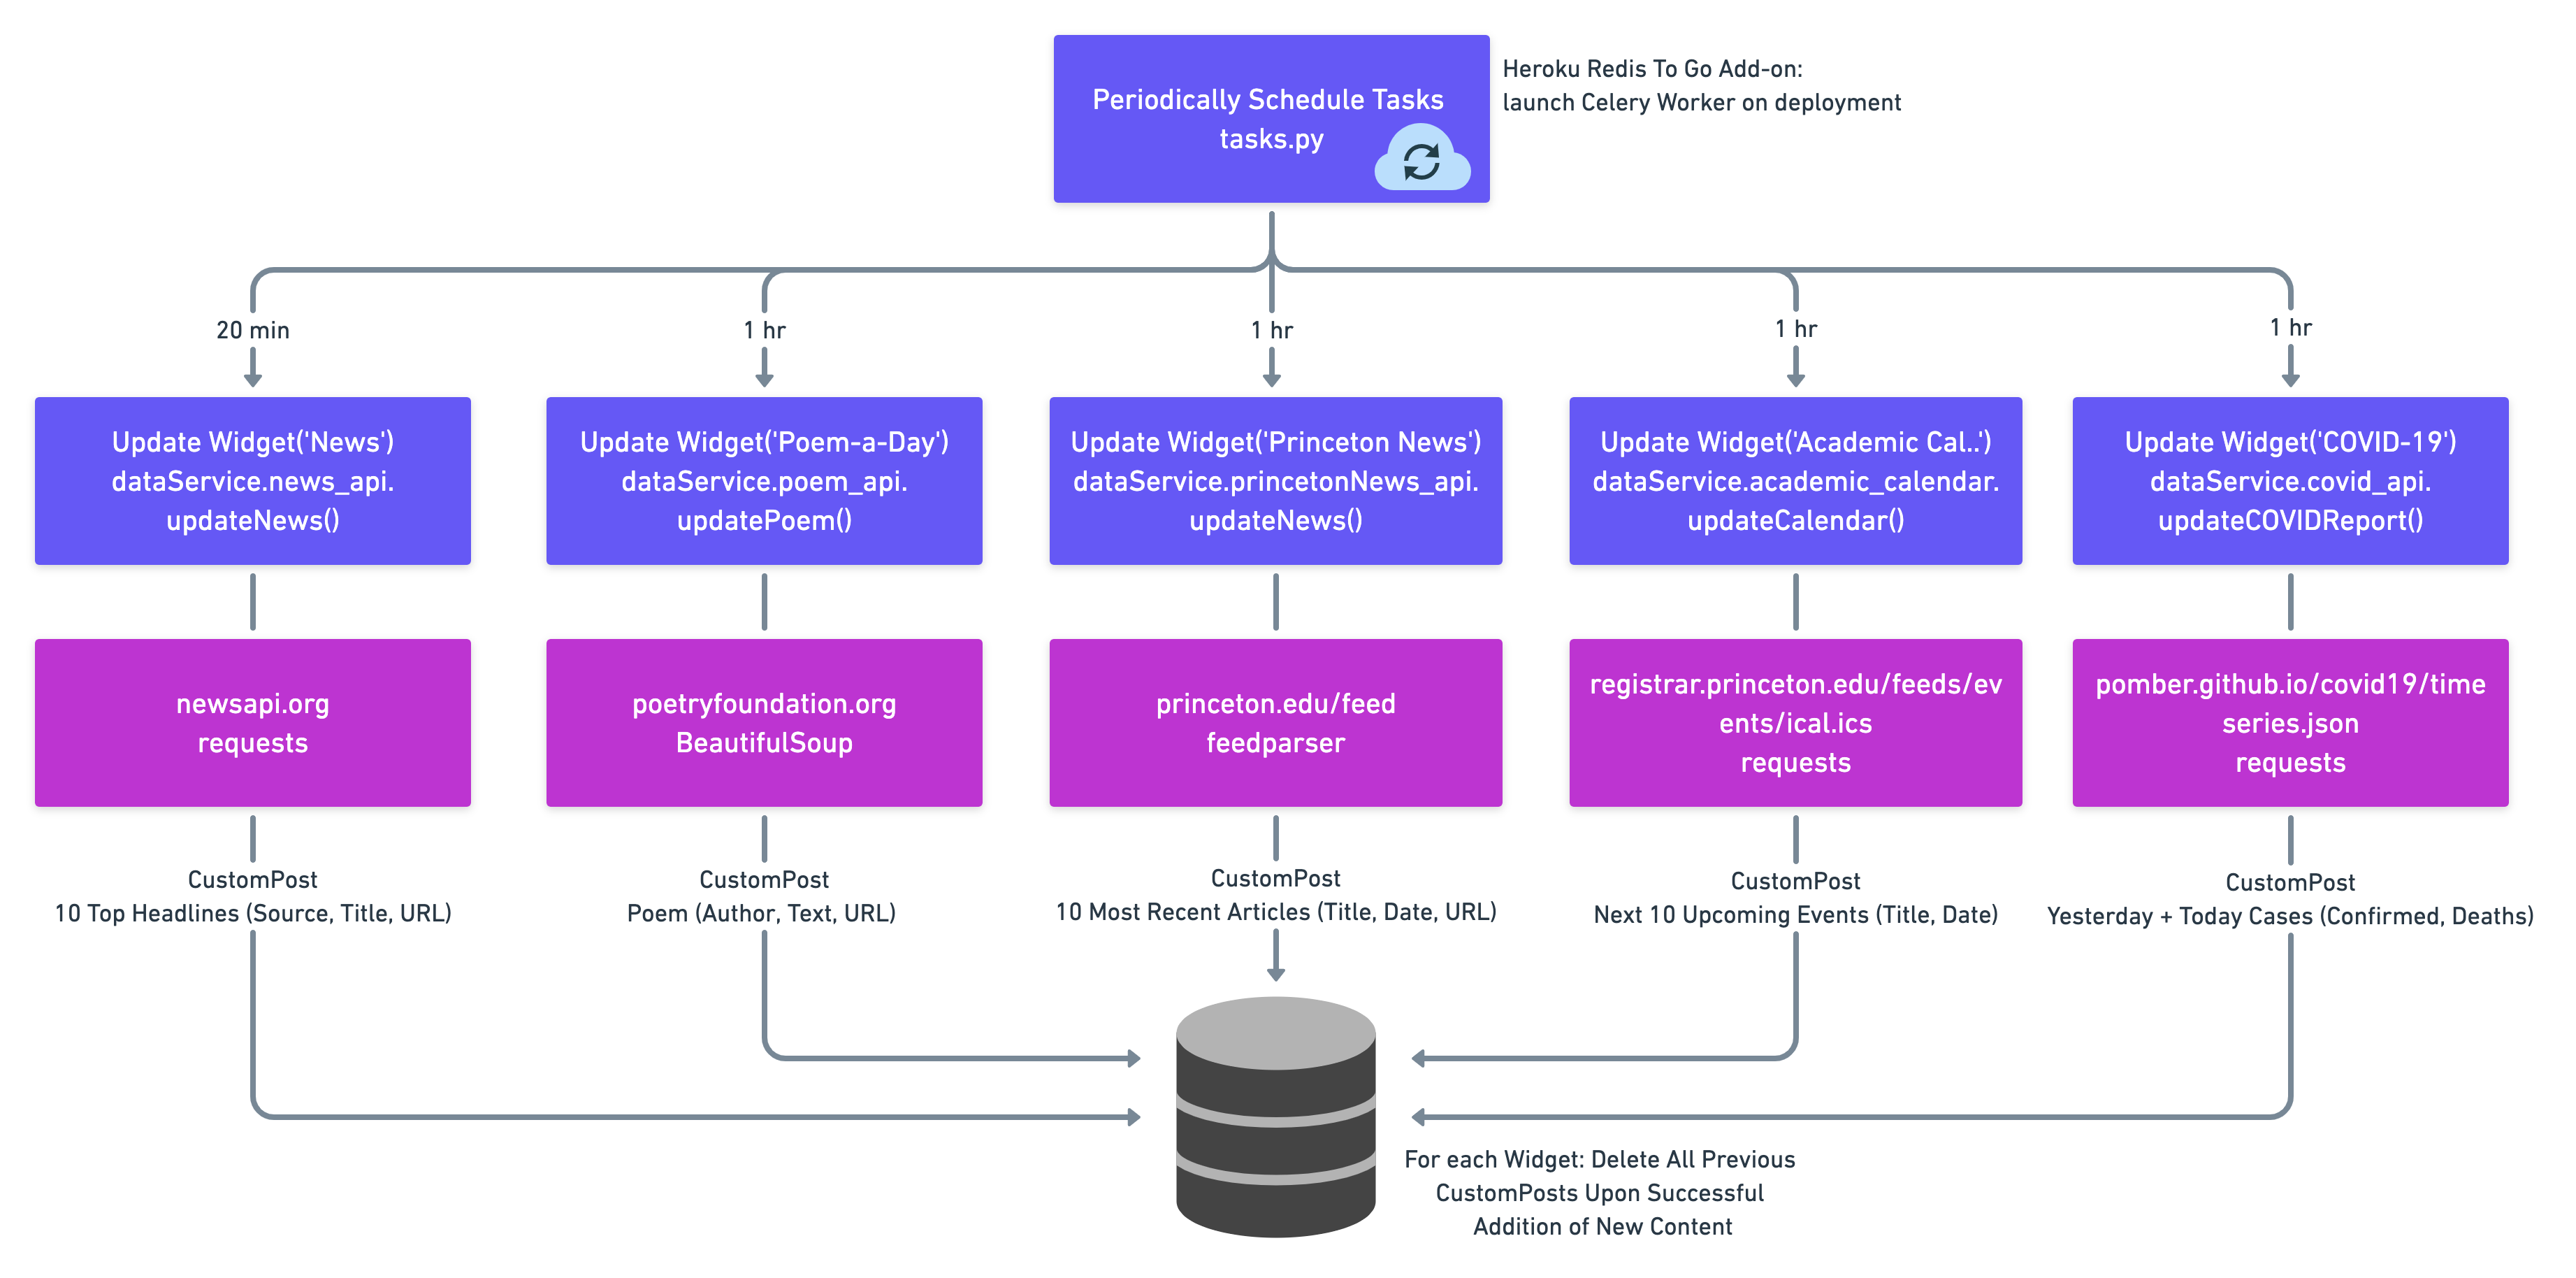 Periodically Schedule Tasks
tasks.py
Heroku Redis To Go Add-on:
launch Celery Worker on deployment
20 min
1 hr
1 hr
1 hr
1 hr
Update Widget('News')
dataService.news_api.
updateNews()
Update Widget('Poem-a-Day')
dataService.poem_api.
updatePoem()
Update Widget('Princeton News')
dataService.princetonNews_api.
updateNews()
Update Widget('Academic Cal..')
dataService.academic_calendar.
updateCalendar()
Update Widget('COVID-19')
dataService.covid_api.
updateCOVIDReport()
newsapi.org
requests
poetryfoundation.org
BeautifulSoup
princeton.edu/feed
feedparser
registrar.princeton.edu/feeds/ev
ents/ical.ics
requests
pomber.github.io/covid19/time
series.json
requests
CustomPost
10 Top Headlines (Source, Title, URL)
CustomPost
Poem (Author, Text, URL)
CustomPost
10 Most Recent Articles (Title, Date, URL)
CustomPost
Next 10 Upcoming Events (Title, Date)
CustomPost
Yesterday + Today Cases (Confirmed, Deaths)
For each Widget: Delete All Previous
CustomPosts Upon Successful
Addition of New Content